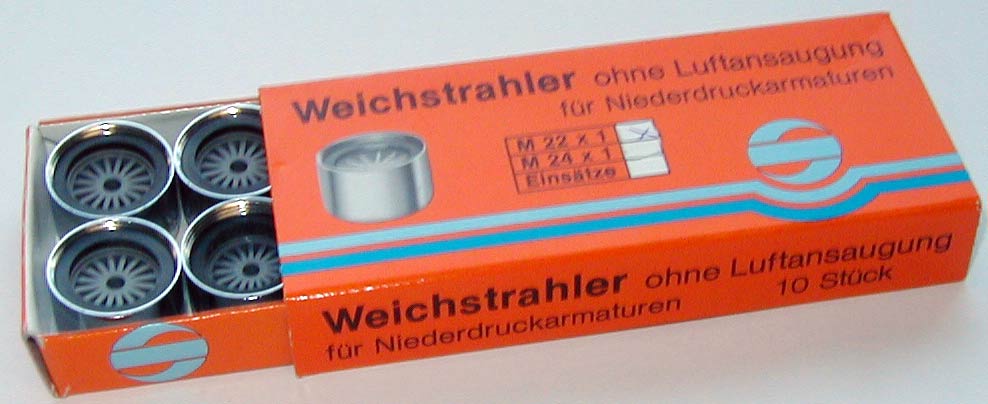 Weichstrahler ohne Luftansaugung
für Niederdruckarmaturen
M 22 x 1 X
M 24 x 1
Einsätze
Weichstrahler ohne Luftansaugung
für Niederdruckarmaturen 10 Stück